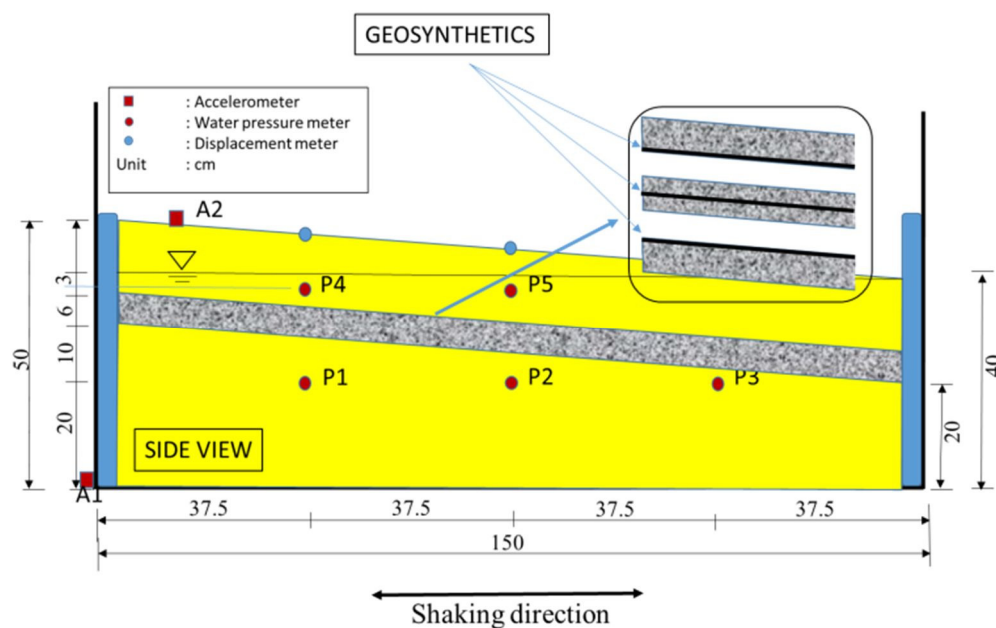 GEOSYNTHETICS
: Accelerometer
: Water pressure meter
: Displacement meter
Unit : cm
A2
P4
P5
P1
P2
P3
3
6
10
20
50
40
20
SIDE VIEW
A1
37.5 37.5 37.5 37.5
150
Shaking direction